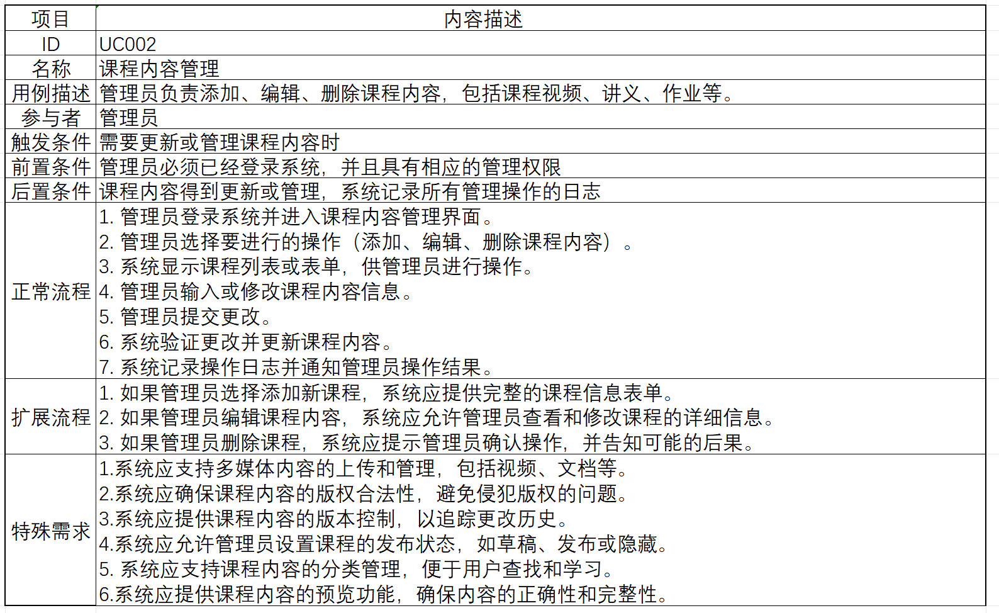 项目 内容描述
ID UC002
名称 课程内容管理
用例描述 管理员负责添加、编辑、删除课程内容，包括课程视频、讲义、作业等。
参与者 管理员
触发条件 需要更新或管理课程内容时
前置条件 管理员必须已经登录系统，并且具有相应的管理权限
后置条件 课程内容得到更新或管理，系统记录所有管理操作的日志
正常流程
1. 管理员登录系统并进入课程内容管理界面。
2. 管理员选择要进行的操作（添加、编辑、删除课程内容）。
3. 系统显示课程列表或表单，供管理员进行操作。
4. 管理员输入或修改课程内容信息。
5. 管理员提交更改。
6. 系统验证更改并更新课程内容。
7. 系统记录操作日志并通知管理员操作结果。
扩展流程
1. 如果管理员选择添加新课程，系统应提供完整的课程信息表单。
2. 如果管理员编辑课程内容，系统应允许管理员查看和修改课程的详细信息。
3. 如果管理员删除课程，系统应提示管理员确认操作，并告知可能的后果。
特殊需求
1.系统应支持多媒体内容的上传和管理，包括视频、文档等。
2.系统应确保课程内容的版权合法性，避免侵犯版权的问题。
3.系统应提供课程内容的版本控制，以追踪更改历史。
4.系统应允许管理员设置课程的发布状态，如草稿、发布或隐藏。
5. 系统应支持课程内容的分类管理，便于用户查找和学习。
6.系统应提供课程内容的预览功能，确保内容的正确性和完整性。